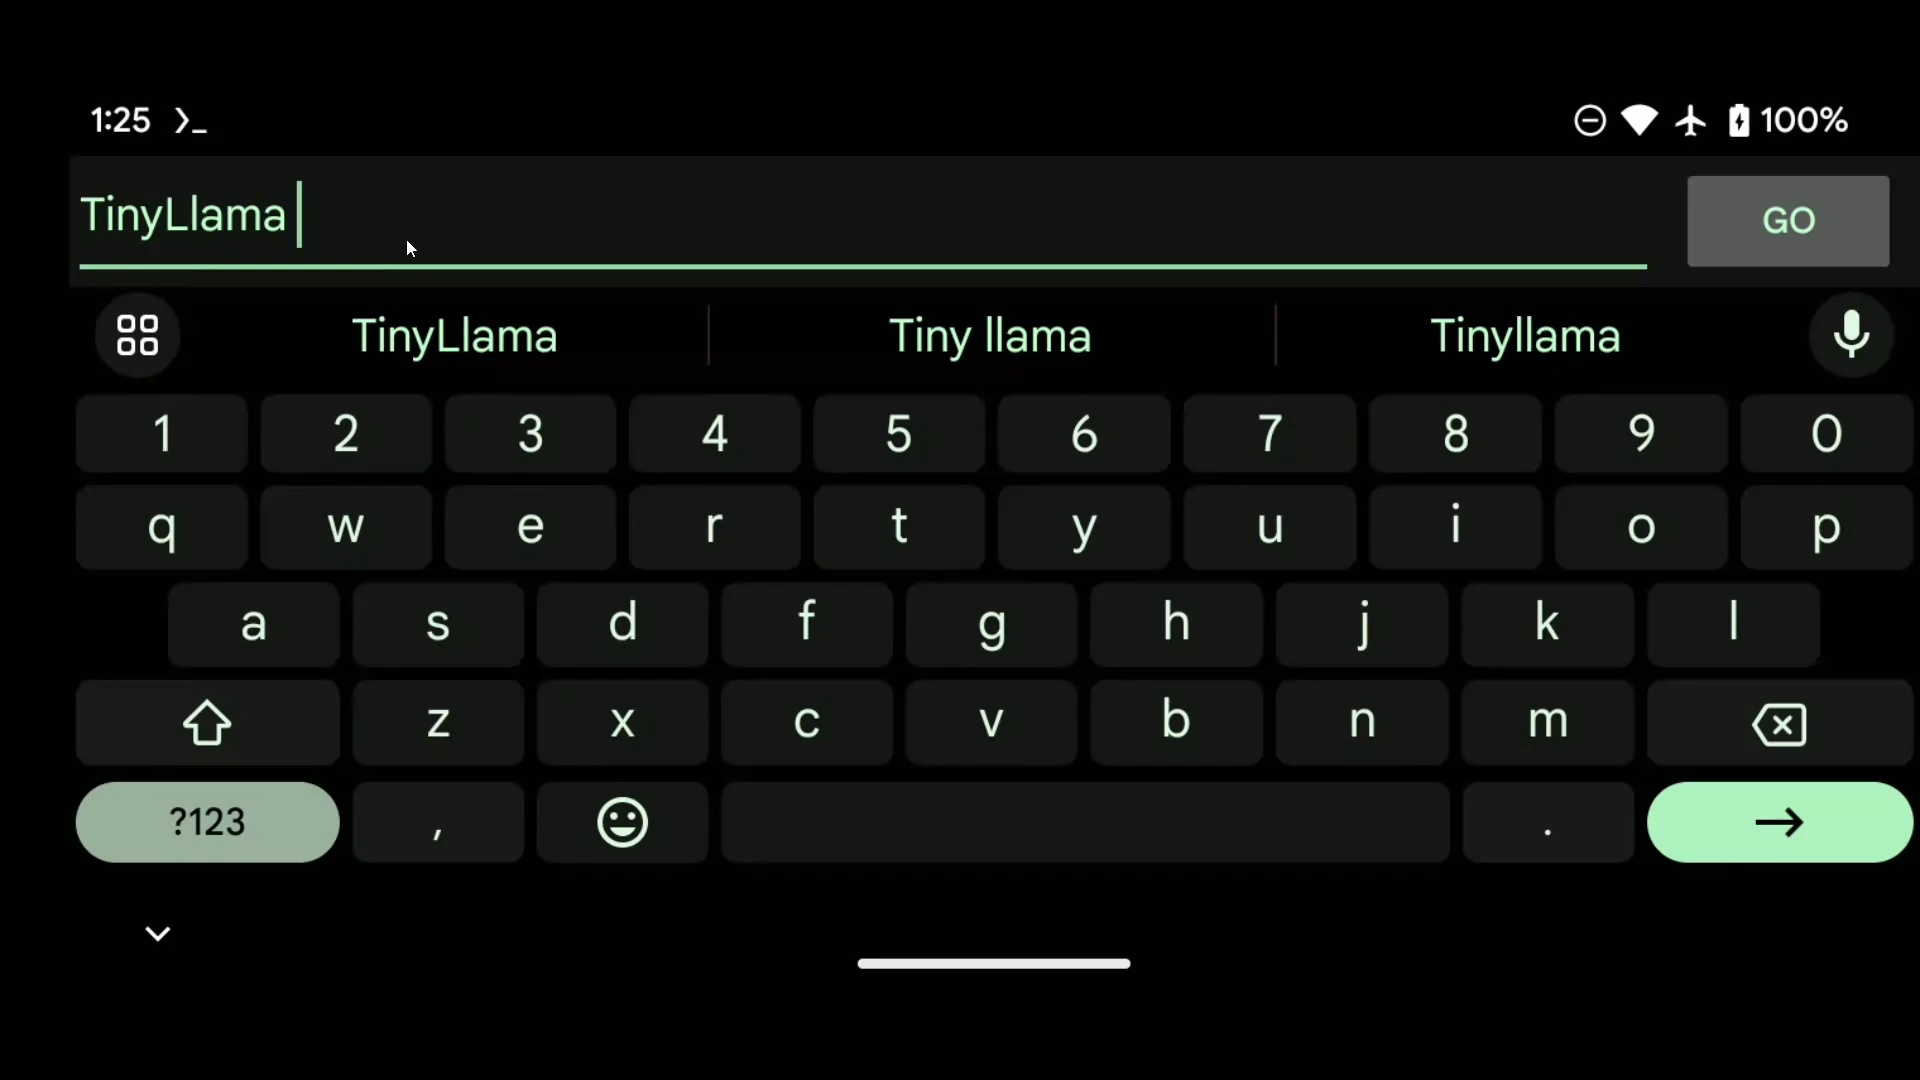 1:25 100%
TinyLlama GO
TinyLlama Tiny llama Tinyllama
1 2 3 4 5 6 7 8 9 0
q w e r t y u i o p
a s d f g h j k l
z x c v b n m
?123 , .